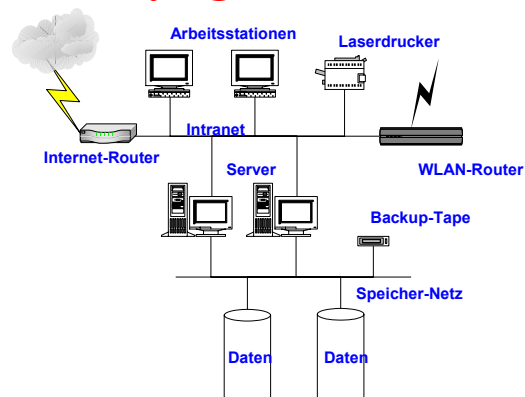 Arbeitsstationen
Laserdrucker
Intranet
Internet-Router
Server
WLAN-Router
Backup-Tape
Speicher-Netz
Daten
Daten